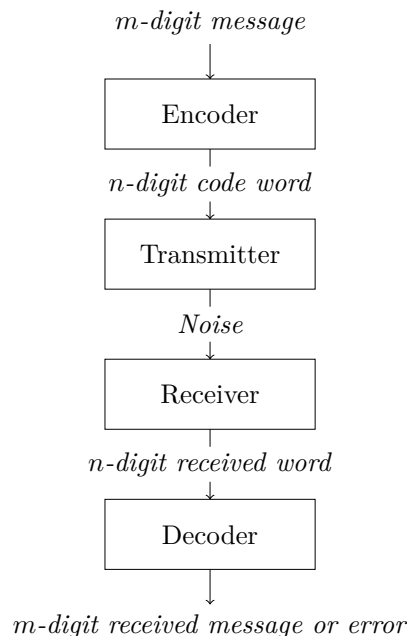 m-digit message
Encoder
n-digit code word
Transmitter
Noise
Receiver
n-digit received word
Decoder
m-digit received message or error